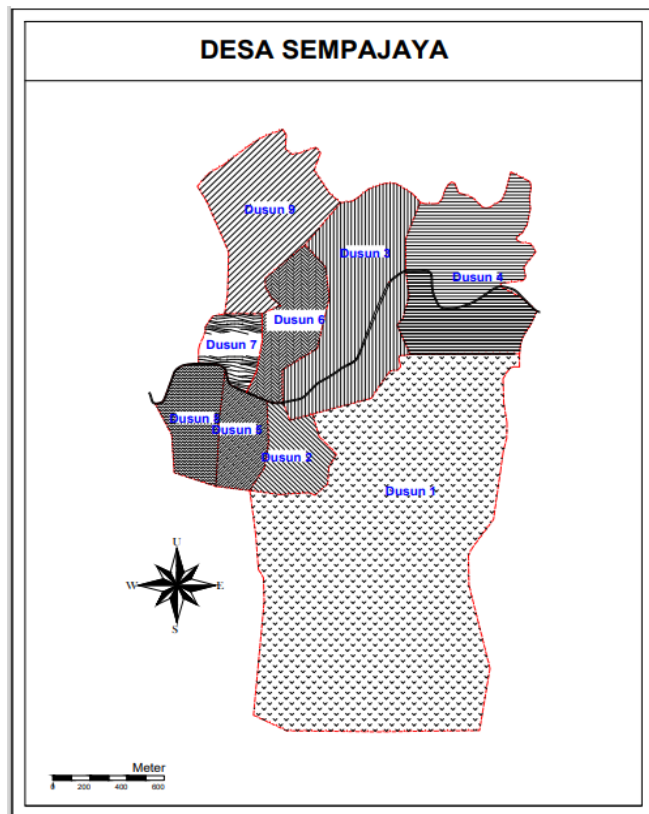 DESA SEMPAJAYA
Dusun 9
Dusun 3
Dusun 4
Dusun 6
Dusun 7
Dusun
Dusun 5
Dusun 2
Dusun 1
U
W E
S
Meter
0 200 400 600